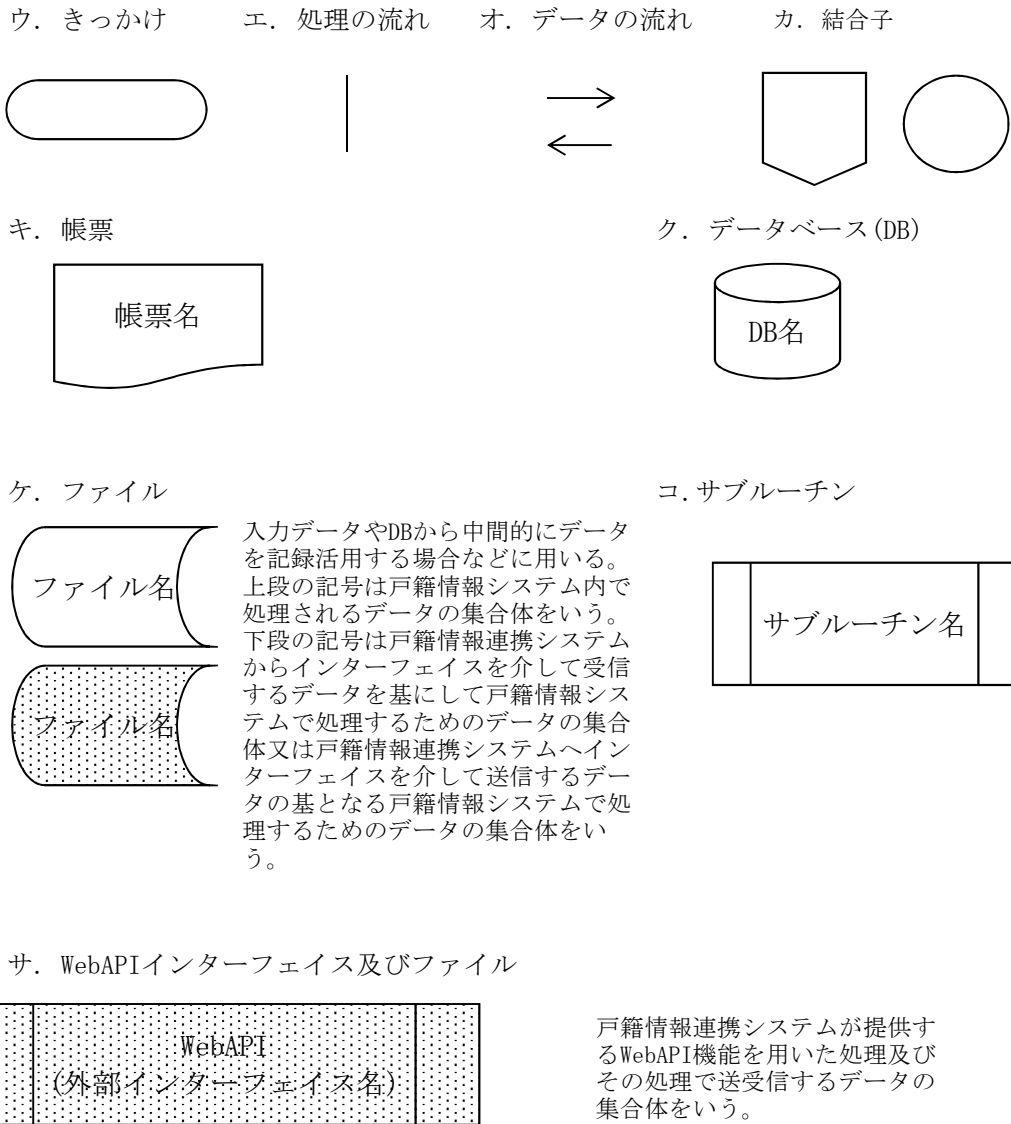 ウ. きっかけ
エ. 処理の流れ
オ. データの流れ
カ. 結合子
キ. 帳票
ク. データベース(DB)
帳票名
DB名
ケ. ファイル
コ.サブルーチン
ファイル名
ファイル名
入力データやDBから中間的にデータ
を記録活用する場合などに用いる。
上段の記号は戸籍情報システム内で
処理されるデータの集合体をいう。
下段の記号は戸籍情報連携システム
からインターフェイスを介して受信
するデータを基にして戸籍情報シス
テムで処理するためのデータの集合
体又は戸籍情報連携システムへイン
ターフェイスを介して送信するデー
タの基となる戸籍情報システムで処
理するためのデータの集合体をい
う。
サブルーチン名
サ. WebAPIインターフェイス及びファイル
WebAPI
(外部インターフェイス名)
戸籍情報連携システムが提供す
るWebAPI機能を用いた処理及び
その処理で送受信するデータの
集合体をいう。